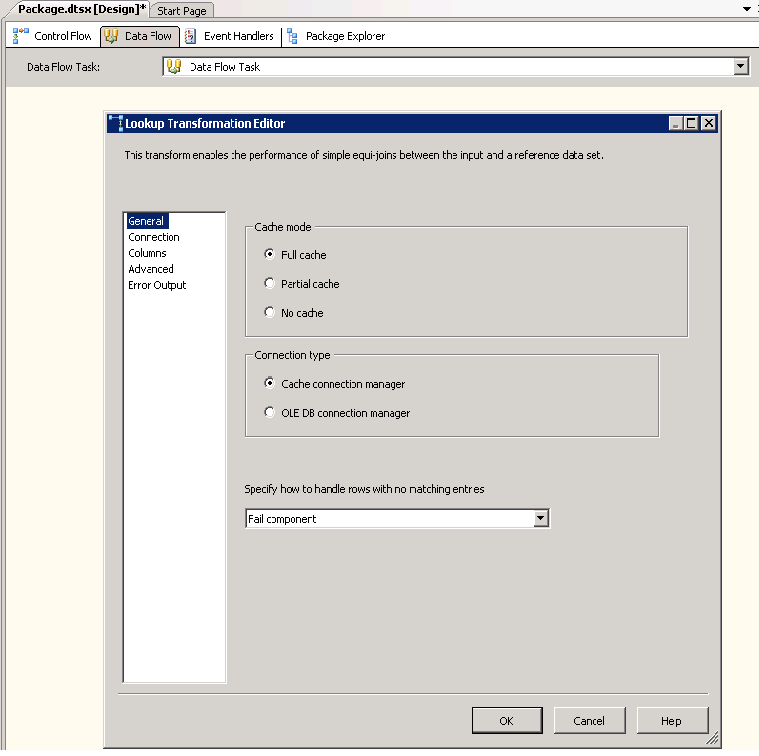 Package.dtsx [Design]* Start Page
Control Flow Data Flow Event Handlers Package Explorer
Data Flow Task: Data Flow Task
Lookup Transformation Editor
This transform enables the performance of simple equi-joins between the input and a reference data set.
General
Connection
Columns
Advanced
Error Output
Cache mode
Full cache
Partial cache
No cache
Connection type
Cache connection manager
OLE DB connection manager
Specify how to handle rows with no matching entries
Fail component
OK Cancel Help